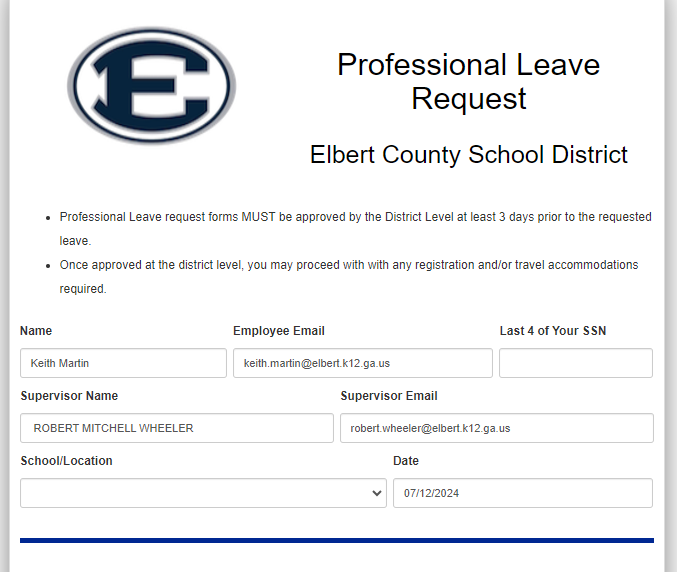 E
Professional Leave
Request
Elbert County School District
Professional Leave request forms MUST be approved by the District Level at least 3 days prior to the requested
leave.
Once approved at the district level, you may proceed with with any registration and/or travel accommodations
required.
Name Employee Email Last 4 of Your SSN
Keith Martin keith.martin@elbert.k12.ga.us
Supervisor Name Supervisor Email
ROBERT MITCHELL WHEELER robert.wheeler@elbert.k12.ga.us
School/Location Date
07/12/2024